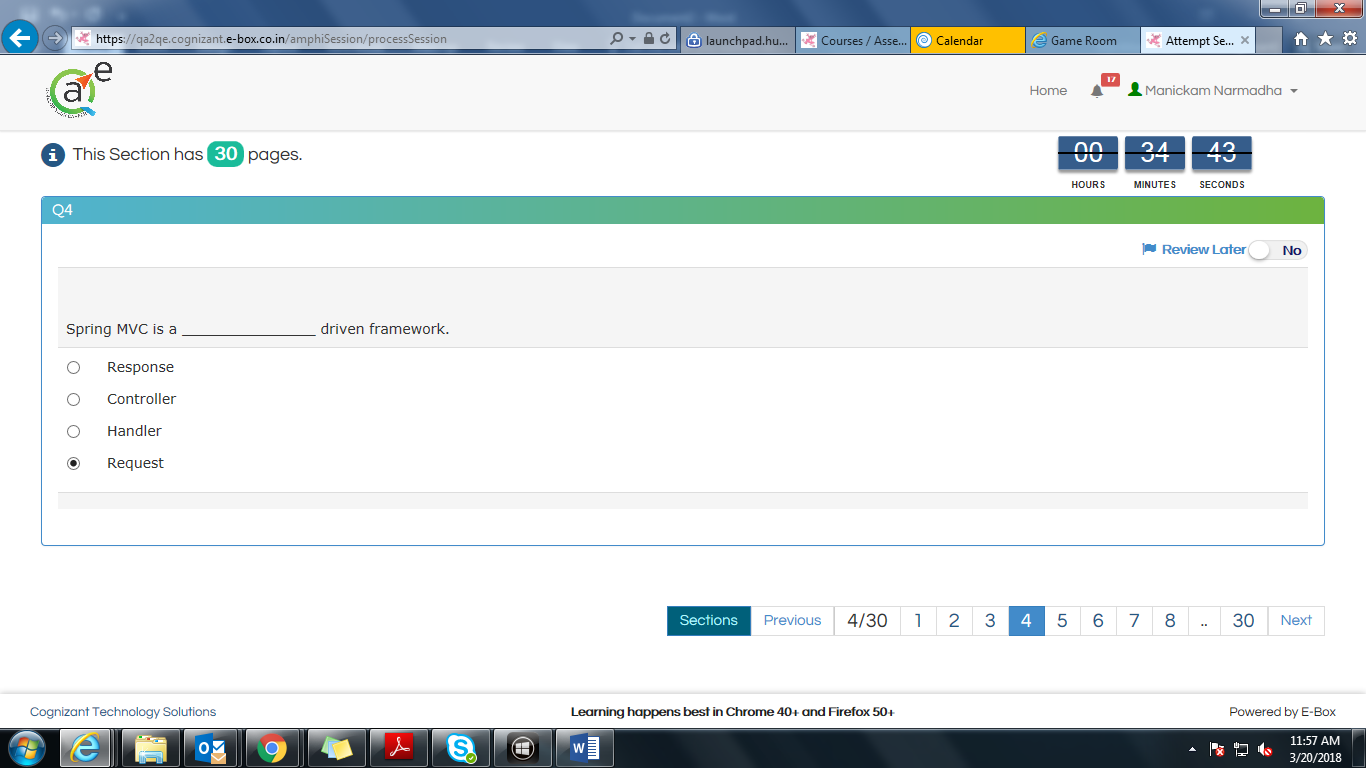 https://qa2qe.cognizant.e-box.co.in/amphiSession/processSession
launchpad.hu...
Courses / Asse...
Calendar
Game Room
Attempt Se...
a e
Home
17
Manickam Narmadha
This Section has 30 pages.
00 34 43
HOURS MINUTES SECONDS
Q4
Review Later No
Spring MVC is a _________________ driven framework.
Response
Controller
Handler
Request
Sections Previous 4/30 1 2 3 4 5 6 7 8 .. 30 Next
Cognizant Technology Solutions
Learning happens best in Chrome 40+ and Firefox 50+
Powered by E-Box
11:57 AM
3/20/2018